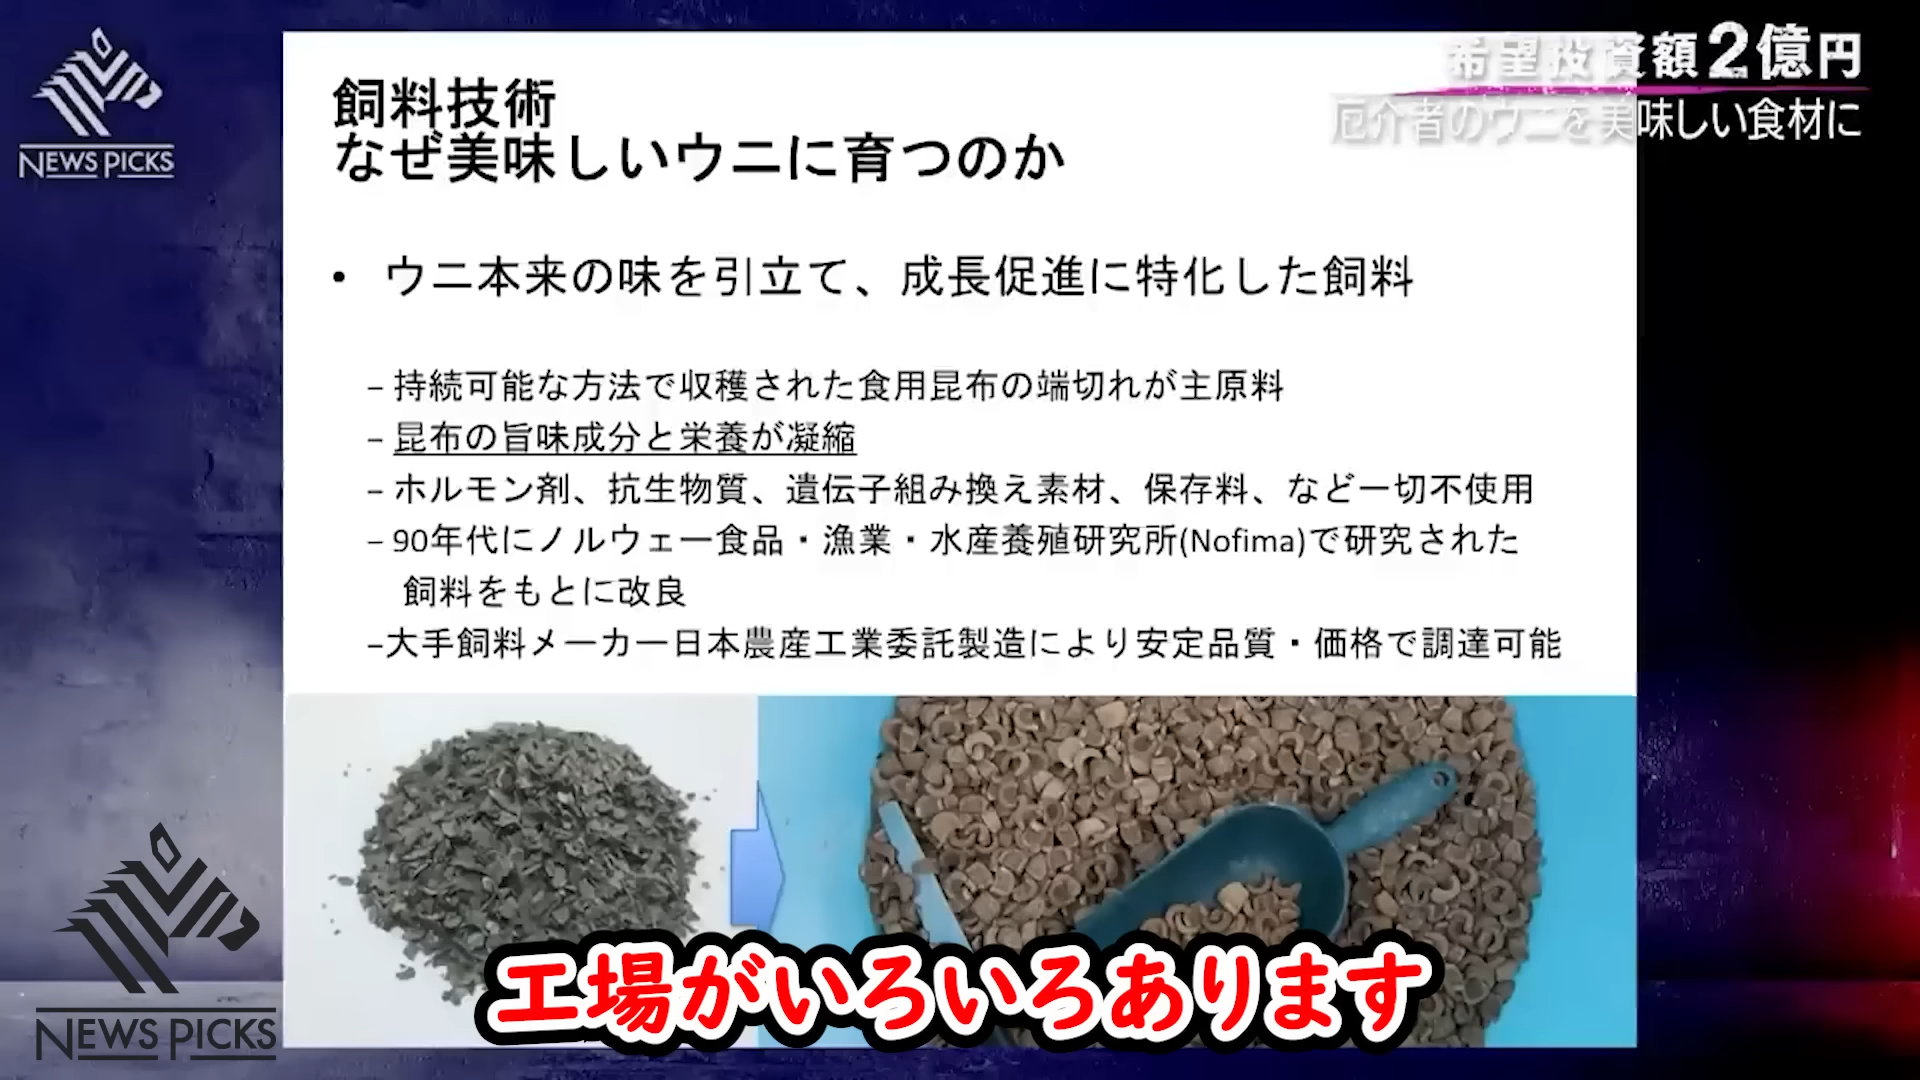 NEWSPICKS
希望投資額2億円
厄介者のウニを美味しい食材に
飼料技術
なぜ美味しいウニに育つのか
• ウニ本来の味を引立て、成長促進に特化した飼料
– 持続可能な方法で収穫された食用昆布の端切れが主原料
– 昆布の旨味成分と栄養が凝縮
– ホルモン剤、抗生物質、遺伝子組み換え素材、保存料、など一切不使用
– 90年代にノルウェー食品・漁業・水産養殖研究所(Nofima)で研究された
飼料をもとに改良
–大手飼料メーカー日本農産工業委託製造により安定品質・価格で調達可能
工場がいろいろあります
NEWSPICKS